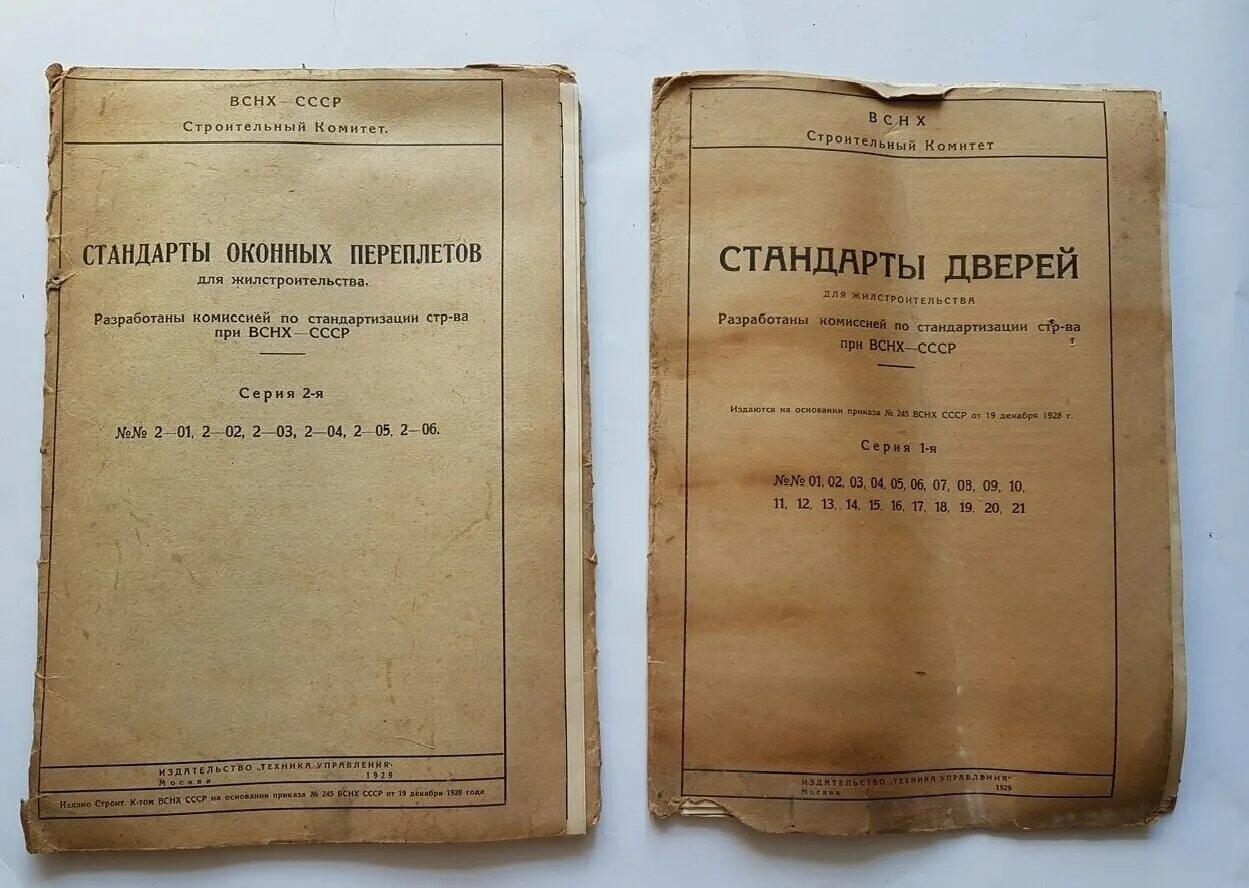 ВСНХ—СССР
Строительный Комитет.
СТАНДАРТЫ ОКОННЫХ ПЕРЕПЛЕТОВ
для жилстроительства.
Разработаны комиссией по стандартизации стр-ва
при ВСНХ—СССР
Серия 2-я
№№ 2—01, 2—02, 2—03, 2—04, 2—05, 2—06.
ИЗДАТЕЛЬСТВО „ТЕХНИКА УПРАВЛЕНИЯ“
Москва 1929
Издано Строит. К-том ВСНХ СССР на основании приказа № 245 ВСНХ СССР от 19 декабря 1928 года
ВСНХ
Строительный Комитет
СТАНДАРТЫ ДВЕРЕЙ
ДЛЯ ЖИЛСТРОИТЕЛЬСТВА
Разработаны комиссией по стандартизации стр-ва
при ВСНХ—СССР
Издаются на основании приказа № 245 ВСНХ СССР от 19 декабря 1928 г.
Серия 1-я
№№ 01, 02, 03, 04, 05, 06, 07, 08, 09, 10,
11, 12, 13, 14, 15, 16, 17, 18, 19, 20, 21
ИЗДАТЕЛЬСТВО „ТЕХНИКА УПРАВЛЕНИЯ“
Москва 1929